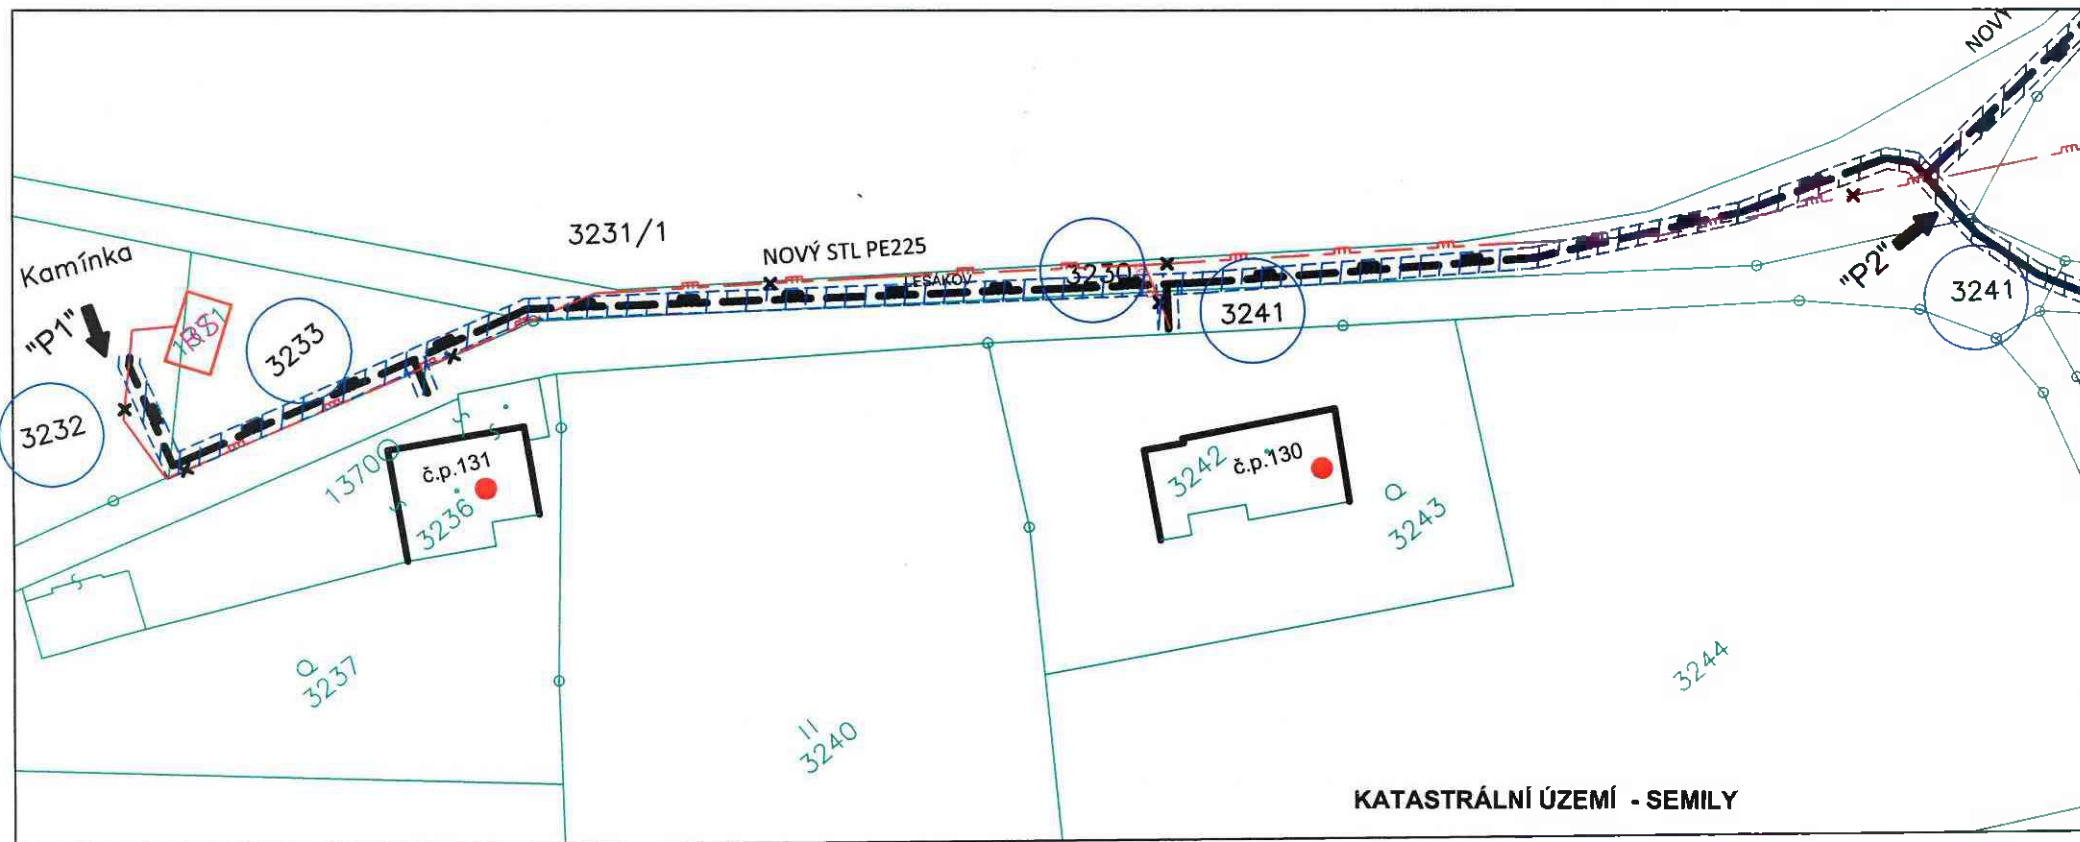 NOVÝ
3231/1
NOVÝ STL PE225
Kamínka
"P1"
3233
LESÁKOV
3230
3241
"P2"
3241
3232
1370
č.p.131
3236
3242
č.p.130
3243
3237
3240
3244
KATASTRÁLNÍ ÚZEMÍ - SEMILY